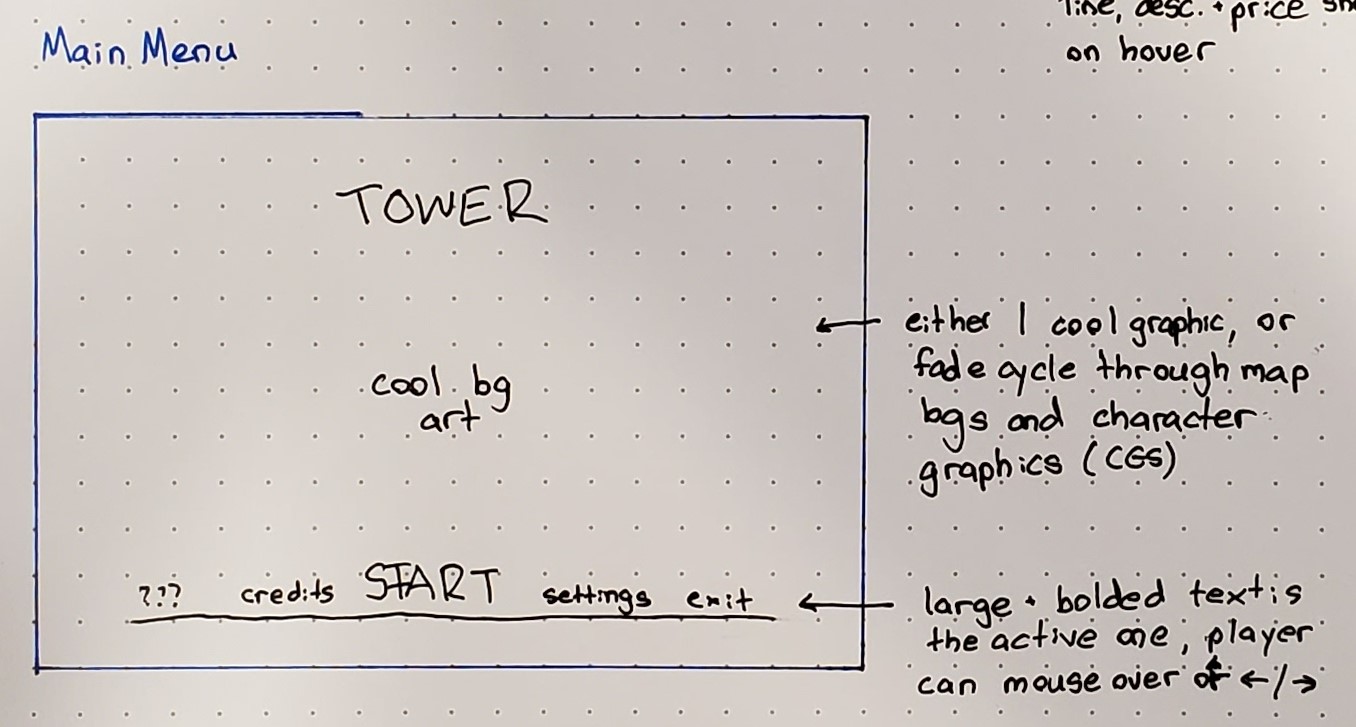 line, desc. + price
on hover
Main Menu
TOWER
either 1 cool graphic, or
fade cycle through map
bgs and character
graphics (CGS)
cool bg
art
??? credits START settings exit
large + bolded text is
the active one, player
can mouse over or ←/→